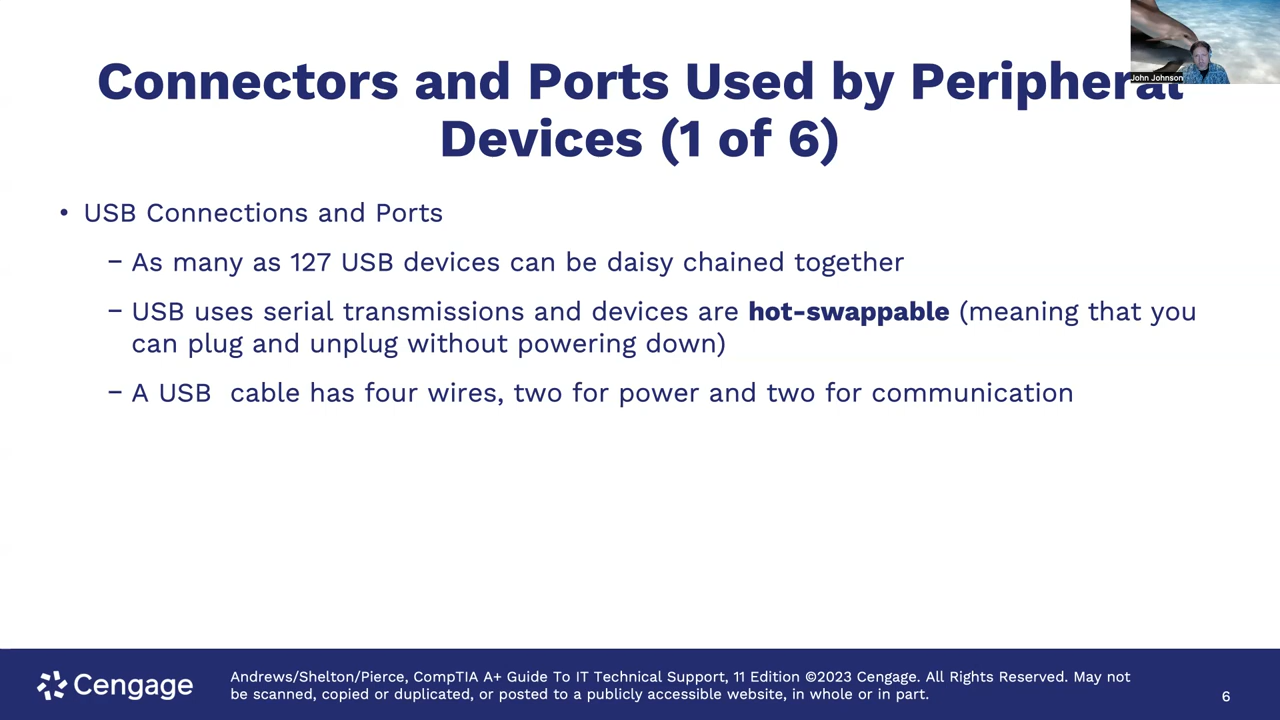 Connectors and Ports Used by Peripheral
Devices (1 of 6)
John Johnson
• USB Connections and Ports
– As many as 127 USB devices can be daisy chained together
– USB uses serial transmissions and devices are hot-swappable (meaning that you
can plug and unplug without powering down)
– A USB cable has four wires, two for power and two for communication
Cengage
Andrews/Shelton/Pierce, CompTIA A+ Guide To IT Technical Support, 11 Edition ©2023 Cengage. All Rights Reserved. May not
be scanned, copied or duplicated, or posted to a publicly accessible website, in whole or in part.
6